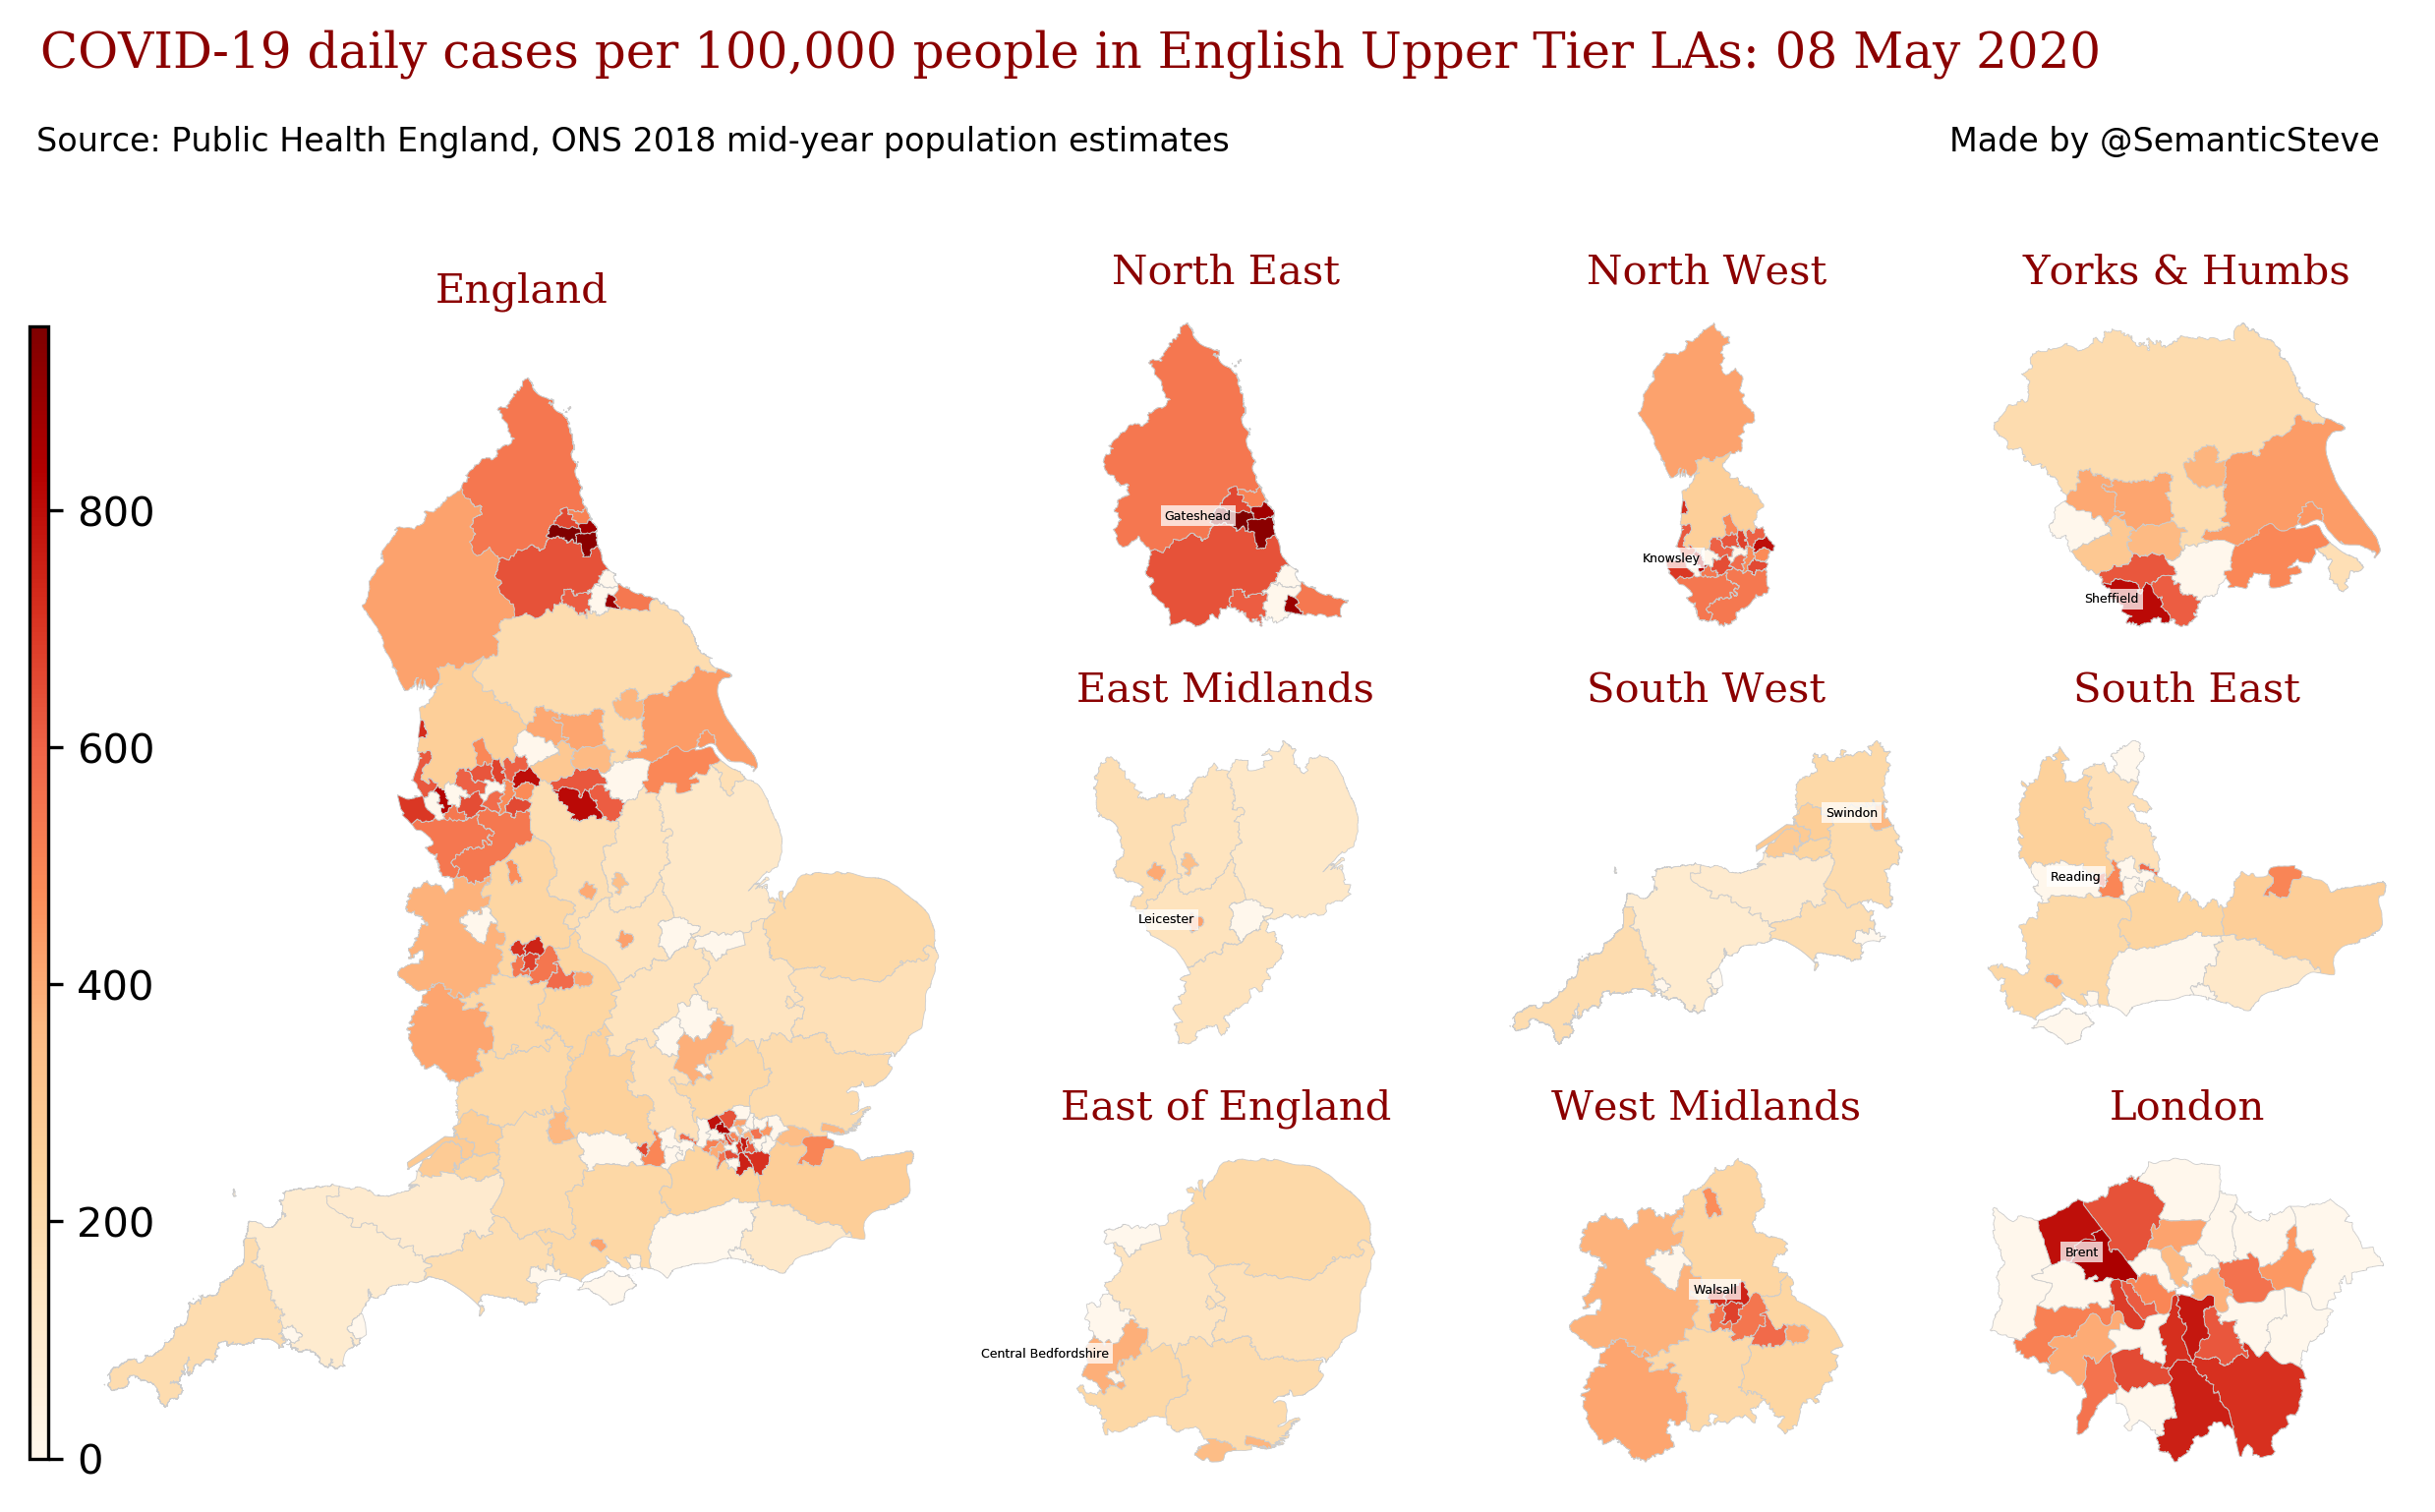 COVID-19 daily cases per 100,000 people in English Upper Tier LAs: 08 May 2020
Source: Public Health England, ONS 2018 mid-year population estimates
Made by @SemanticSteve
England
800
600
400
200
0
North East
Gateshead
North West
Knowsley
Yorks & Humbs
Sheffield
East Midlands
Leicester
South West
Swindon
South East
Reading
East of England
Central Bedfordshire
West Midlands
Walsall
London
Brent